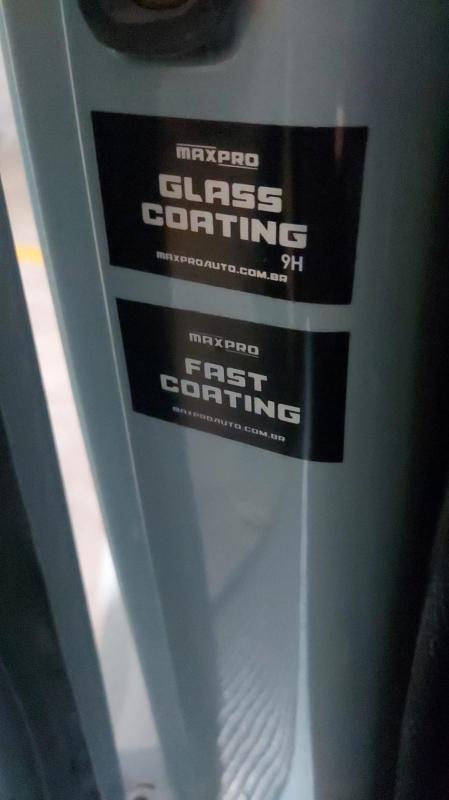 MAXPRO
GLASS
COATING
9H
MAXPROAUTO.COM.BR
MAXPRO
FAST
COATING
MAXPROAUTO.COM.BR